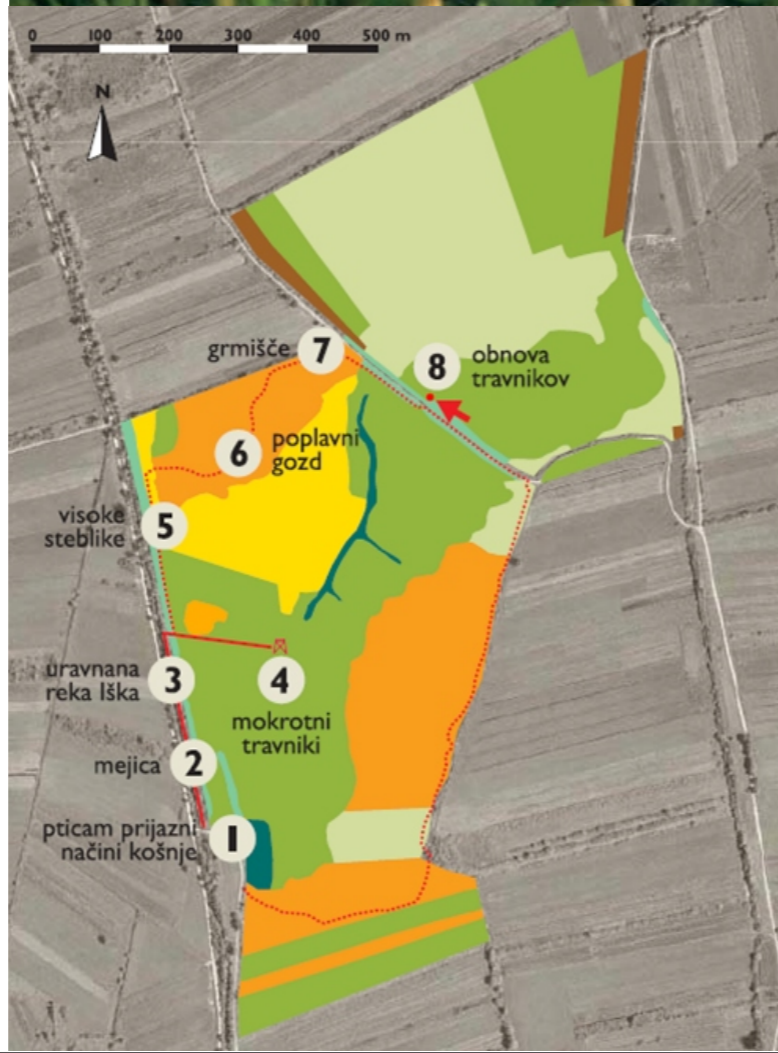 0 100 200 300 400 500 m
N
grmišče 7
8 obnova
travnikov
6 poplavni
gozd
visoke
steblike
5
uravnana
reka Iška
3
4
mokrotni
travniki
mejica 2
pticam prijazni
načini košnje
1